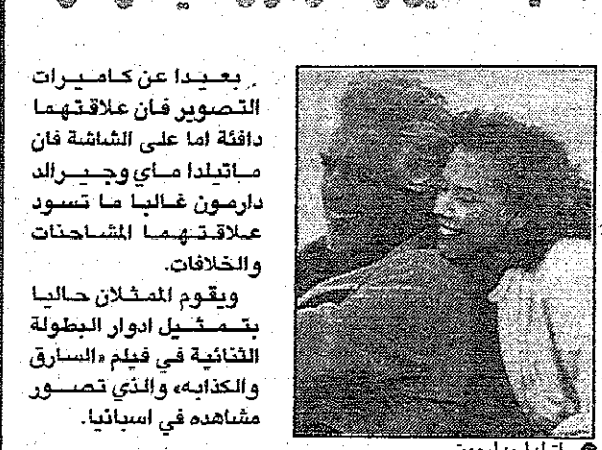 بعيدا عن كاميرات
التصوير فان علاقتهما
دافئة اما على الشاشة فان
ماتيلدا ماي وجيرالد
دارمون غالبا ما تسود
علاقتهما المشاحنات
والخلافات.
ويقوم الممثلان حاليا
بتمثيل ادوار البطولة
الثنائية في فيلم «السارق
والكذابه» والذي تصور
مشاهده في اسبانيا.